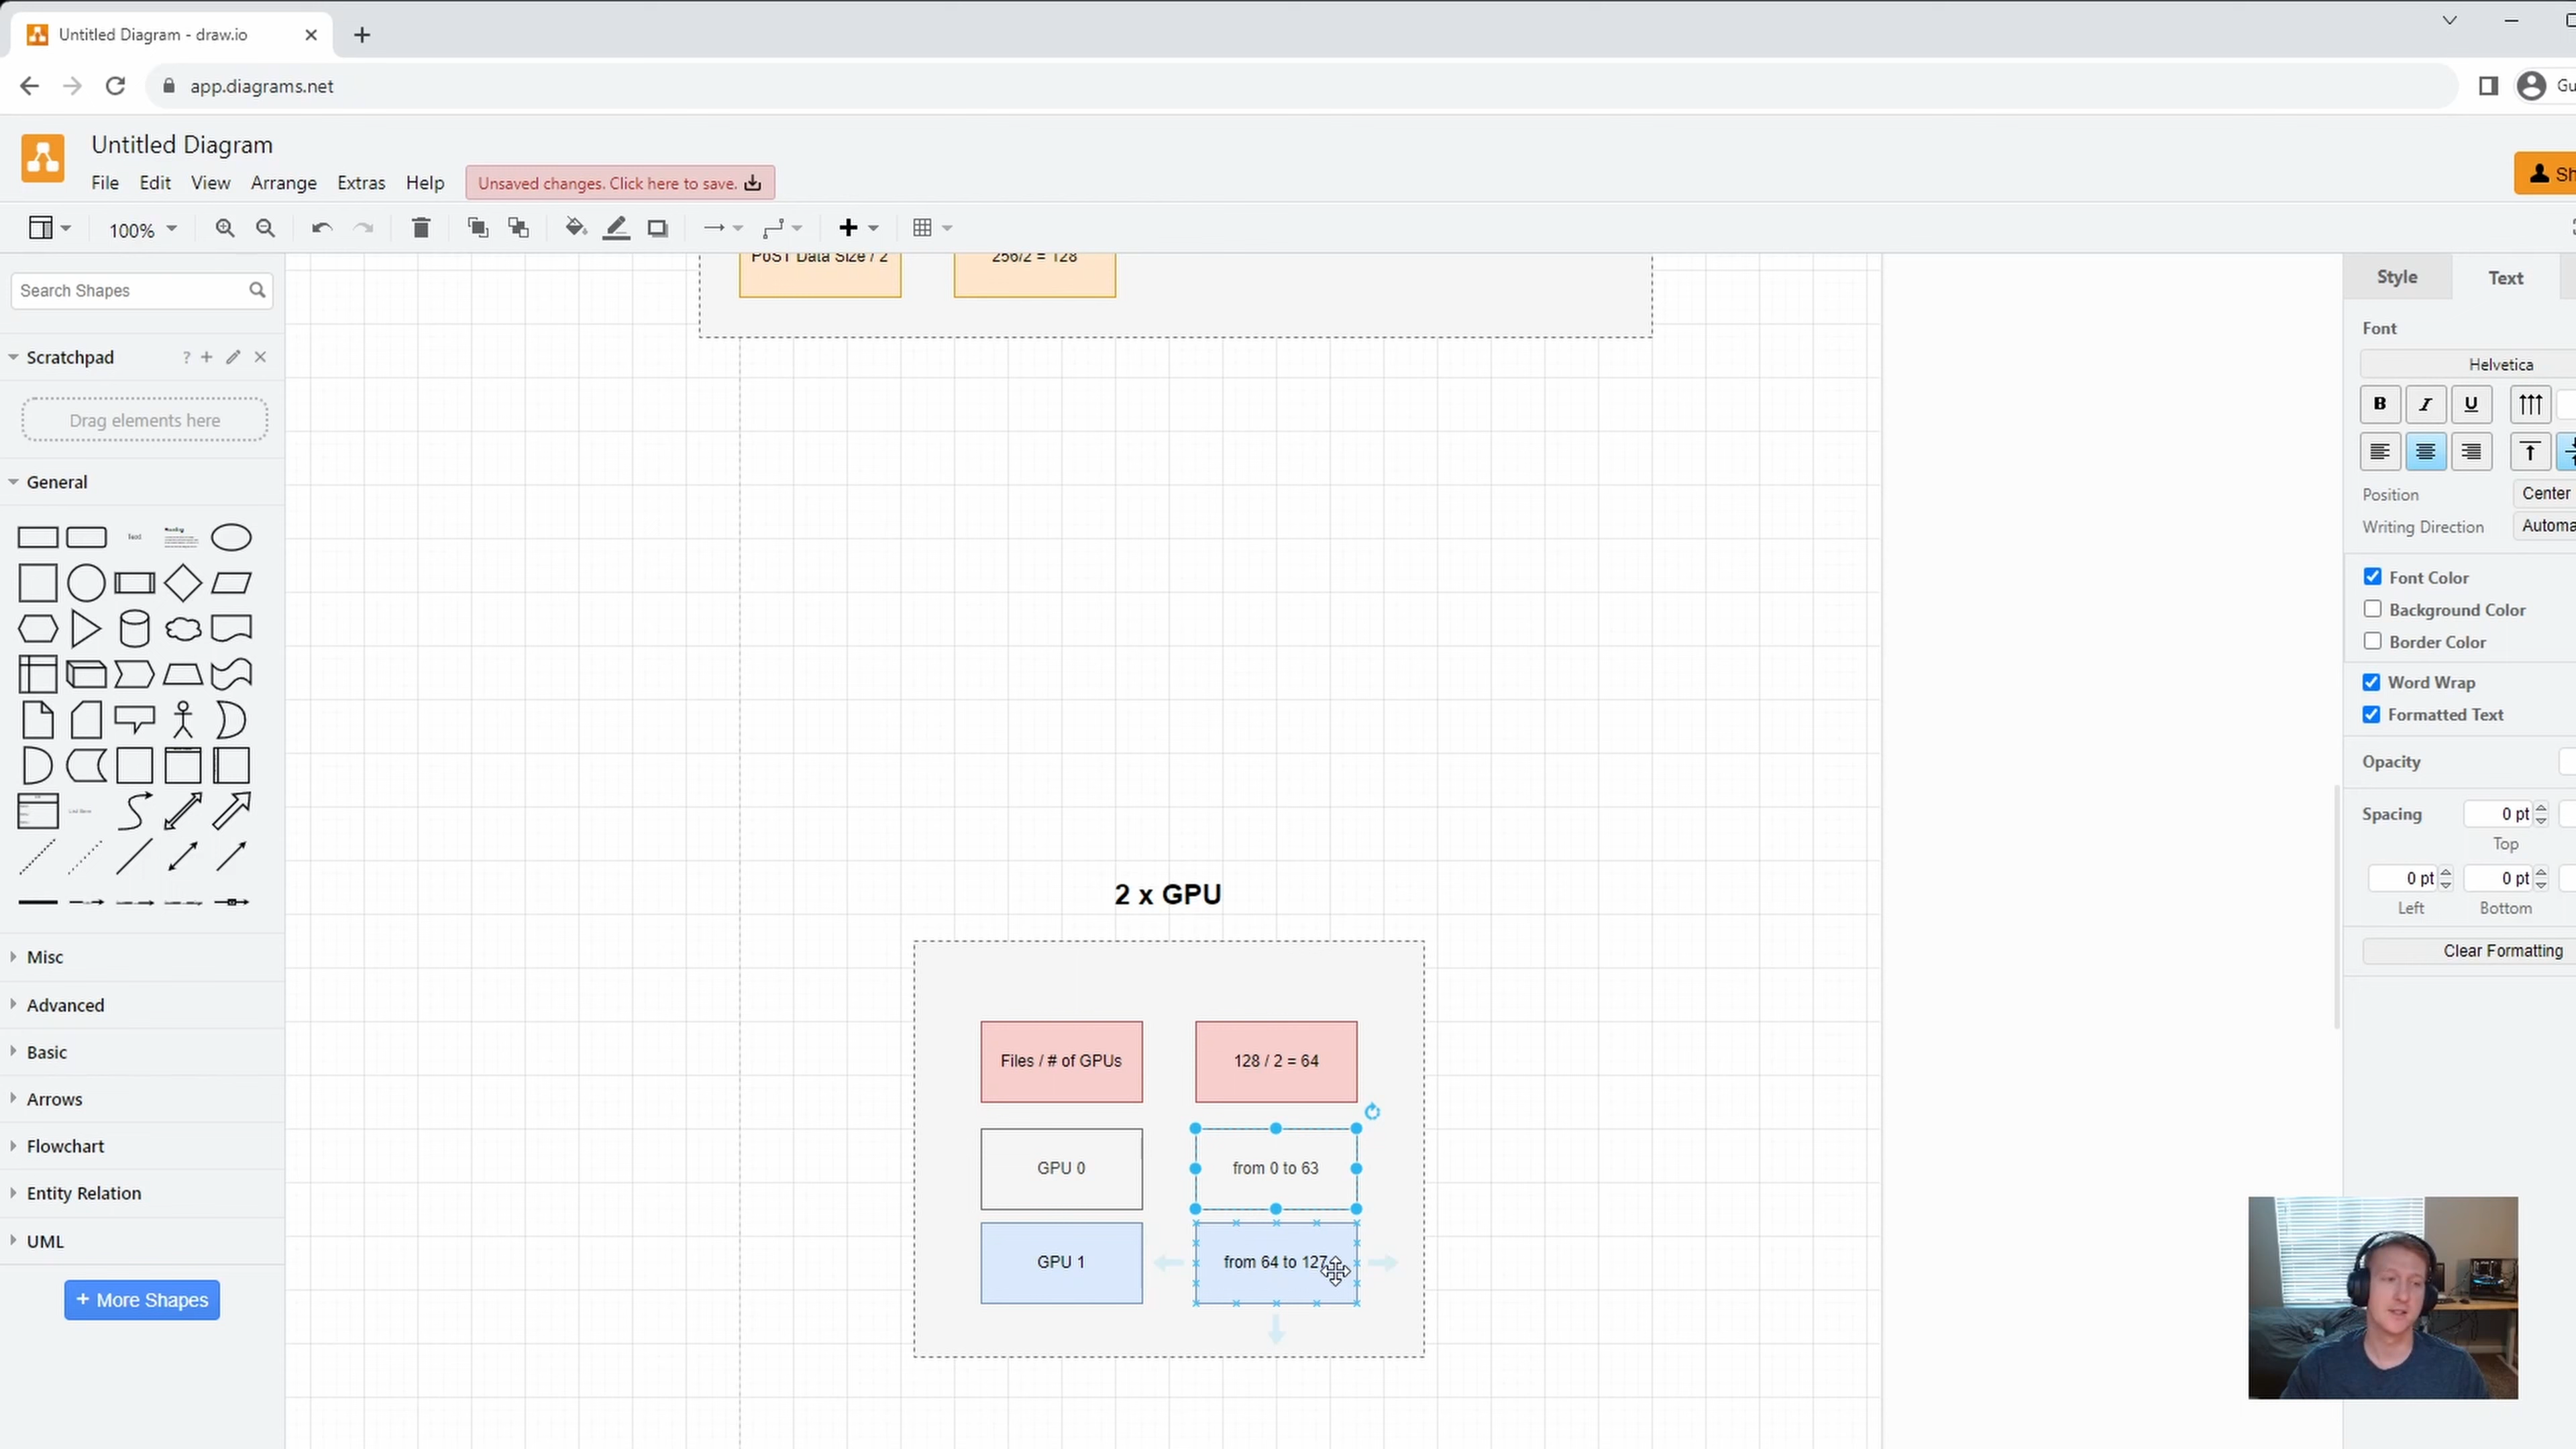 Untitled Diagram - draw.io
app.diagrams.net
Gu
Untitled Diagram
File Edit View Arrange Extras Help Unsaved changes. Click here to save.
Sh
100%
Search Shapes
Scratchpad ?
Drag elements here
General
Text
Heading
Misc
Advanced
Basic
Arrows
Flowchart
Entity Relation
UML
+ More Shapes
PoST Data Size / 2 256/2 = 128
2 x GPU
Files / # of GPUs 128 / 2 = 64
GPU 0 from 0 to 63
GPU 1 from 64 to 127
Style Text
Font
Helvetica
B I U
Position Center
Writing Direction Automa
Font Color
Background Color
Border Color
Word Wrap
Formatted Text
Opacity
Spacing 0 pt
Top
0 pt 0 pt
Left Bottom
Clear Formatting